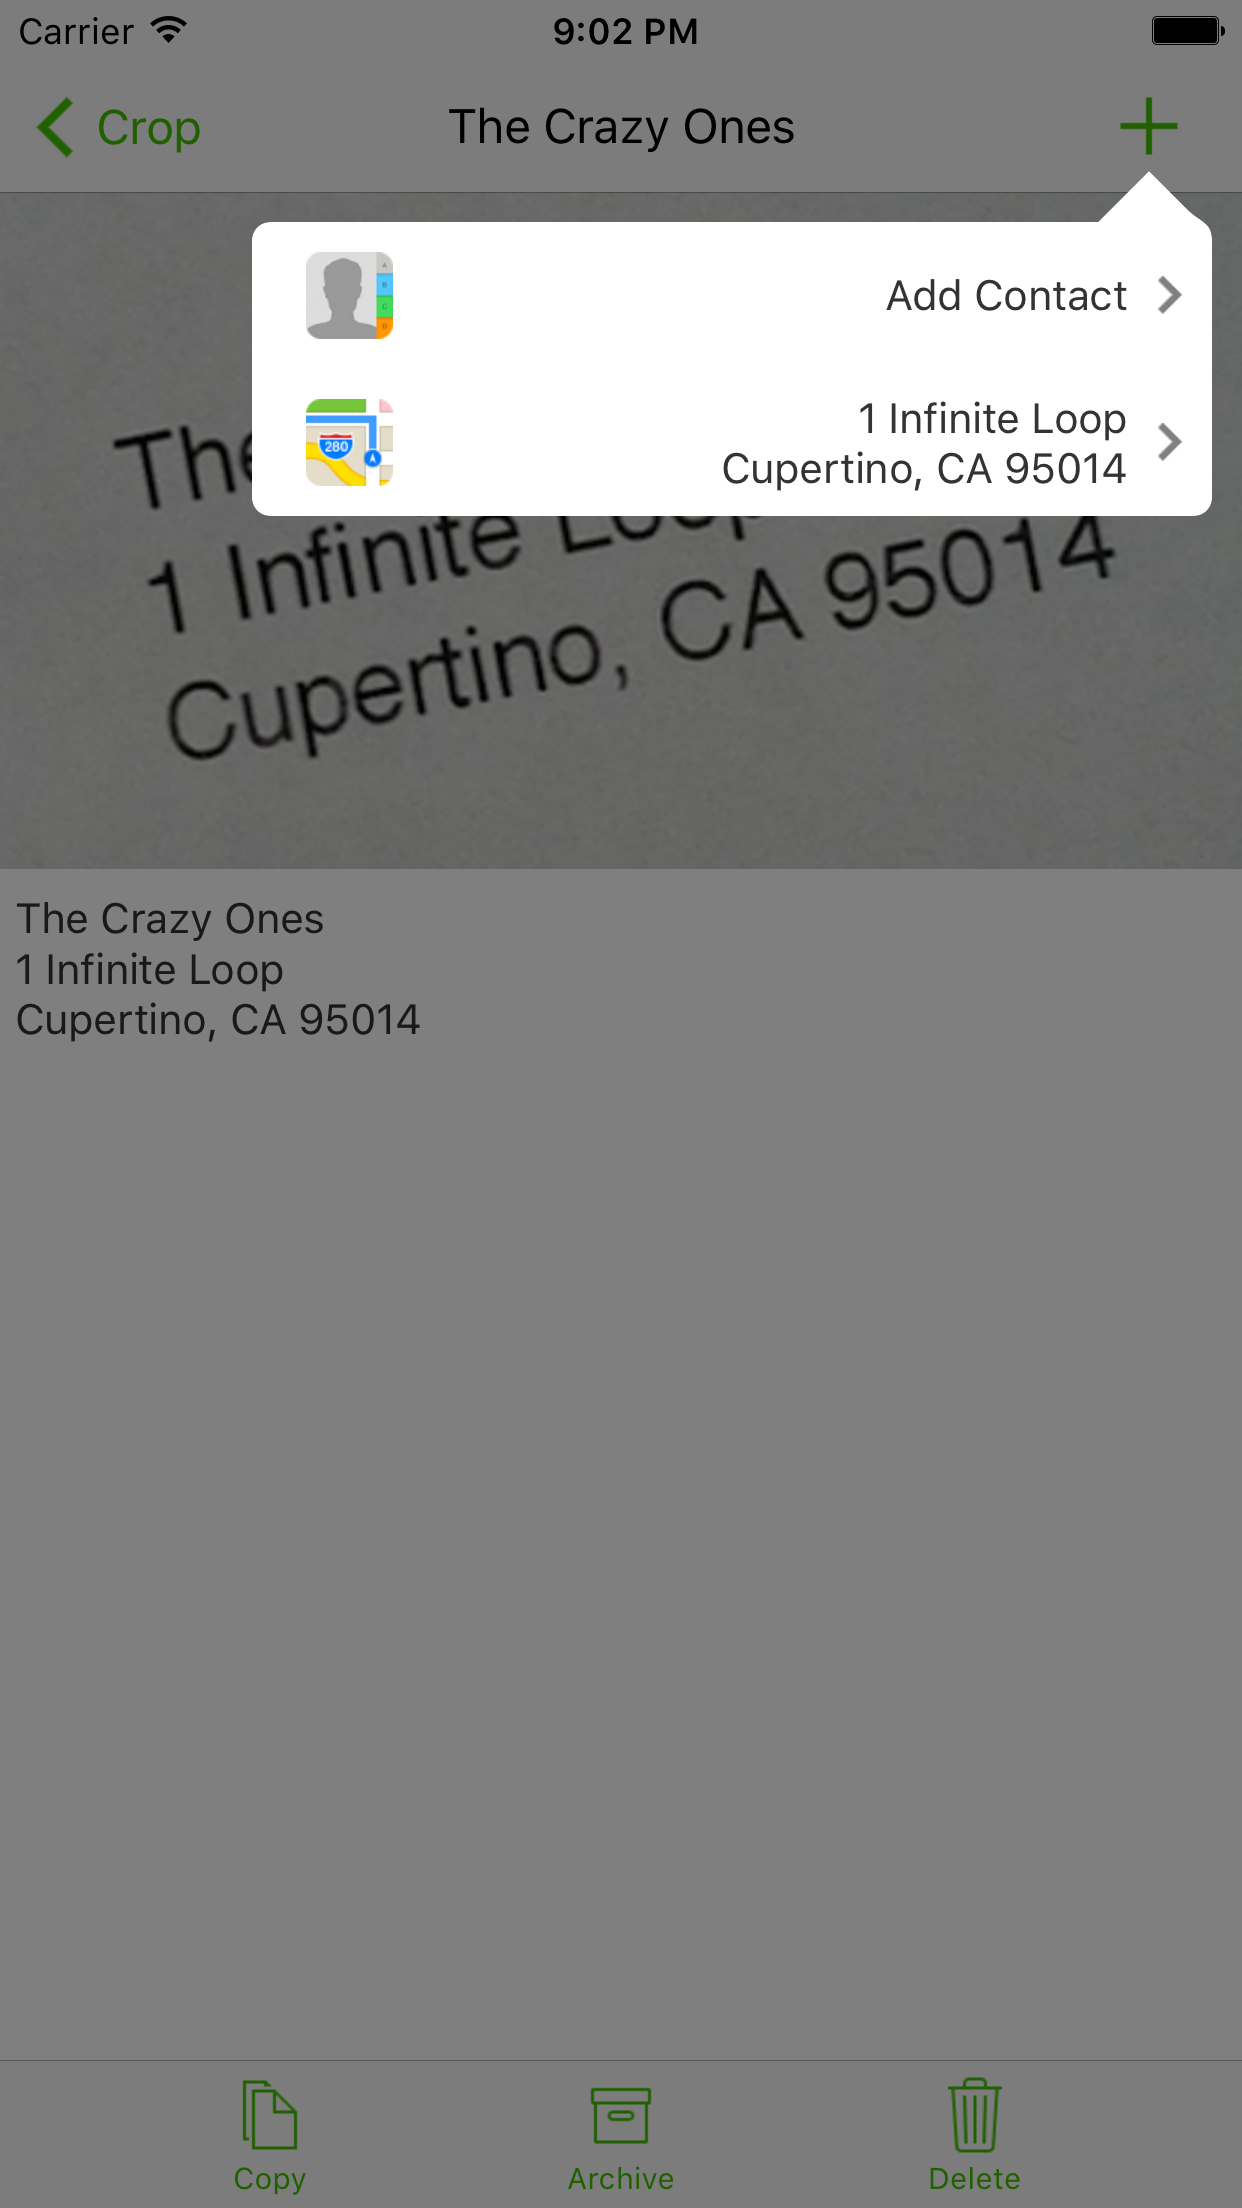 Carrier
9:02 PM
Crop
The Crazy Ones
Add Contact
A
B
C
D
1 Infinite Loop
Cupertino, CA 95014
280
The
1 Infinite Loop
Cupertino, CA 95014
The Crazy Ones
1 Infinite Loop
Cupertino, CA 95014
Copy
Archive
Delete